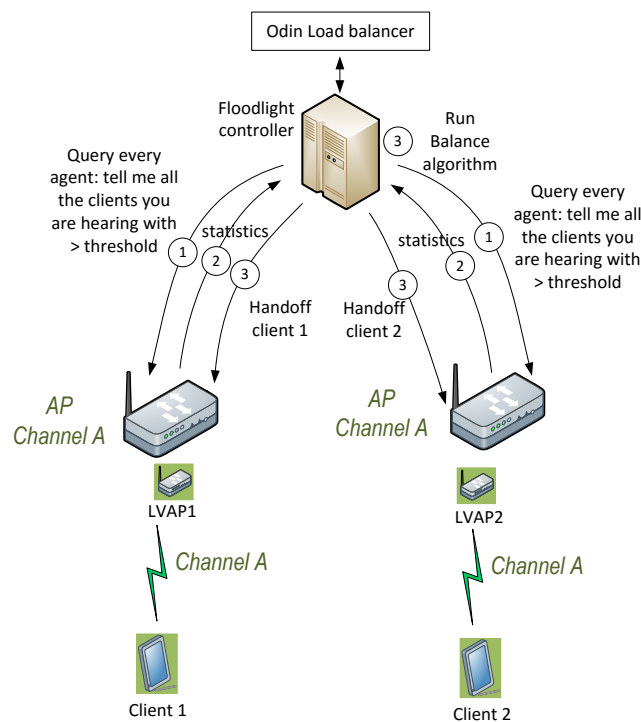 Odin Load balancer
Floodlight
controller
3
Run
Balance
algorithm
Query every
agent: tell me all
the clients you
are hearing with
> threshold
Query every
agent: tell me all
the clients you
are hearing with
> threshold
1
statistics
2
3
statistics
1
2
3
Handoff
client 1
Handoff
client 2
AP
Channel A
AP
Channel A
LVAP1
LVAP2
Channel A
Channel A
Client 1
Client 2